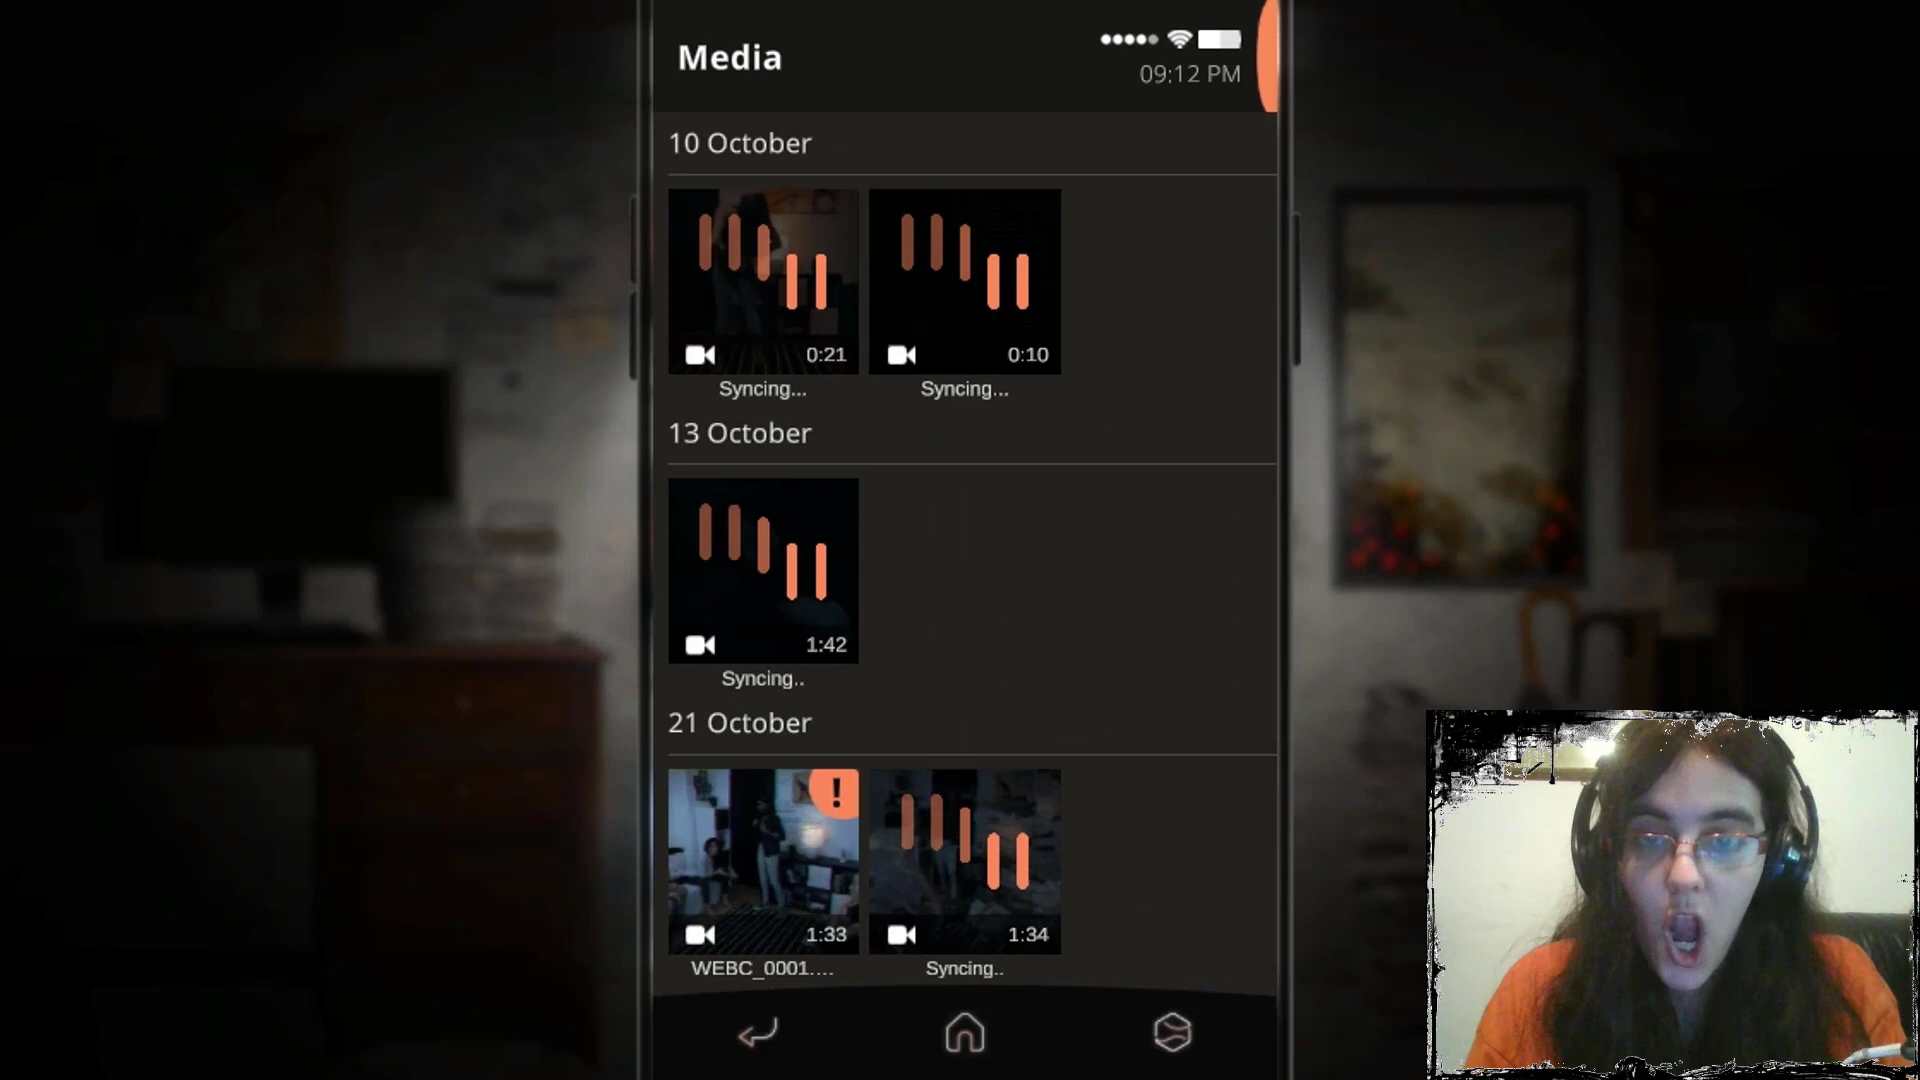 Media
09:12 PM
10 October
0:21
0:10
Syncing...
Syncing...
13 October
1:42
Syncing..
21 October
!
1:33
1:34
WEBC_0001....
Syncing..